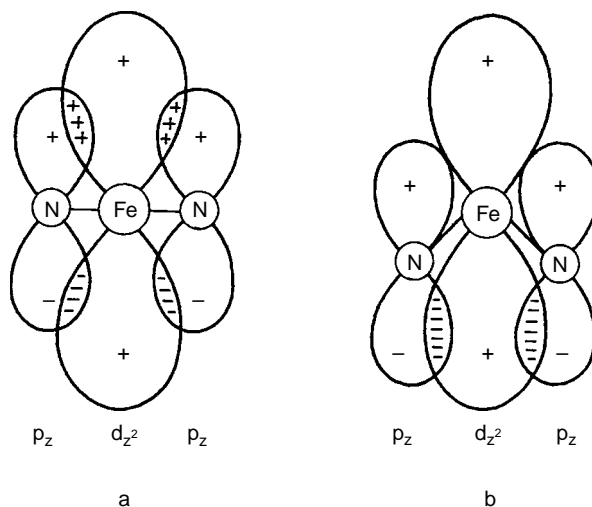 + +
+ + + +
+ + + +
+ +
N Fe N Fe
N N
− − − −
− − − −
− − − − − −
− − − −
− −
+ +
p_z d_z² p_z p_z d_z² p_z
a b